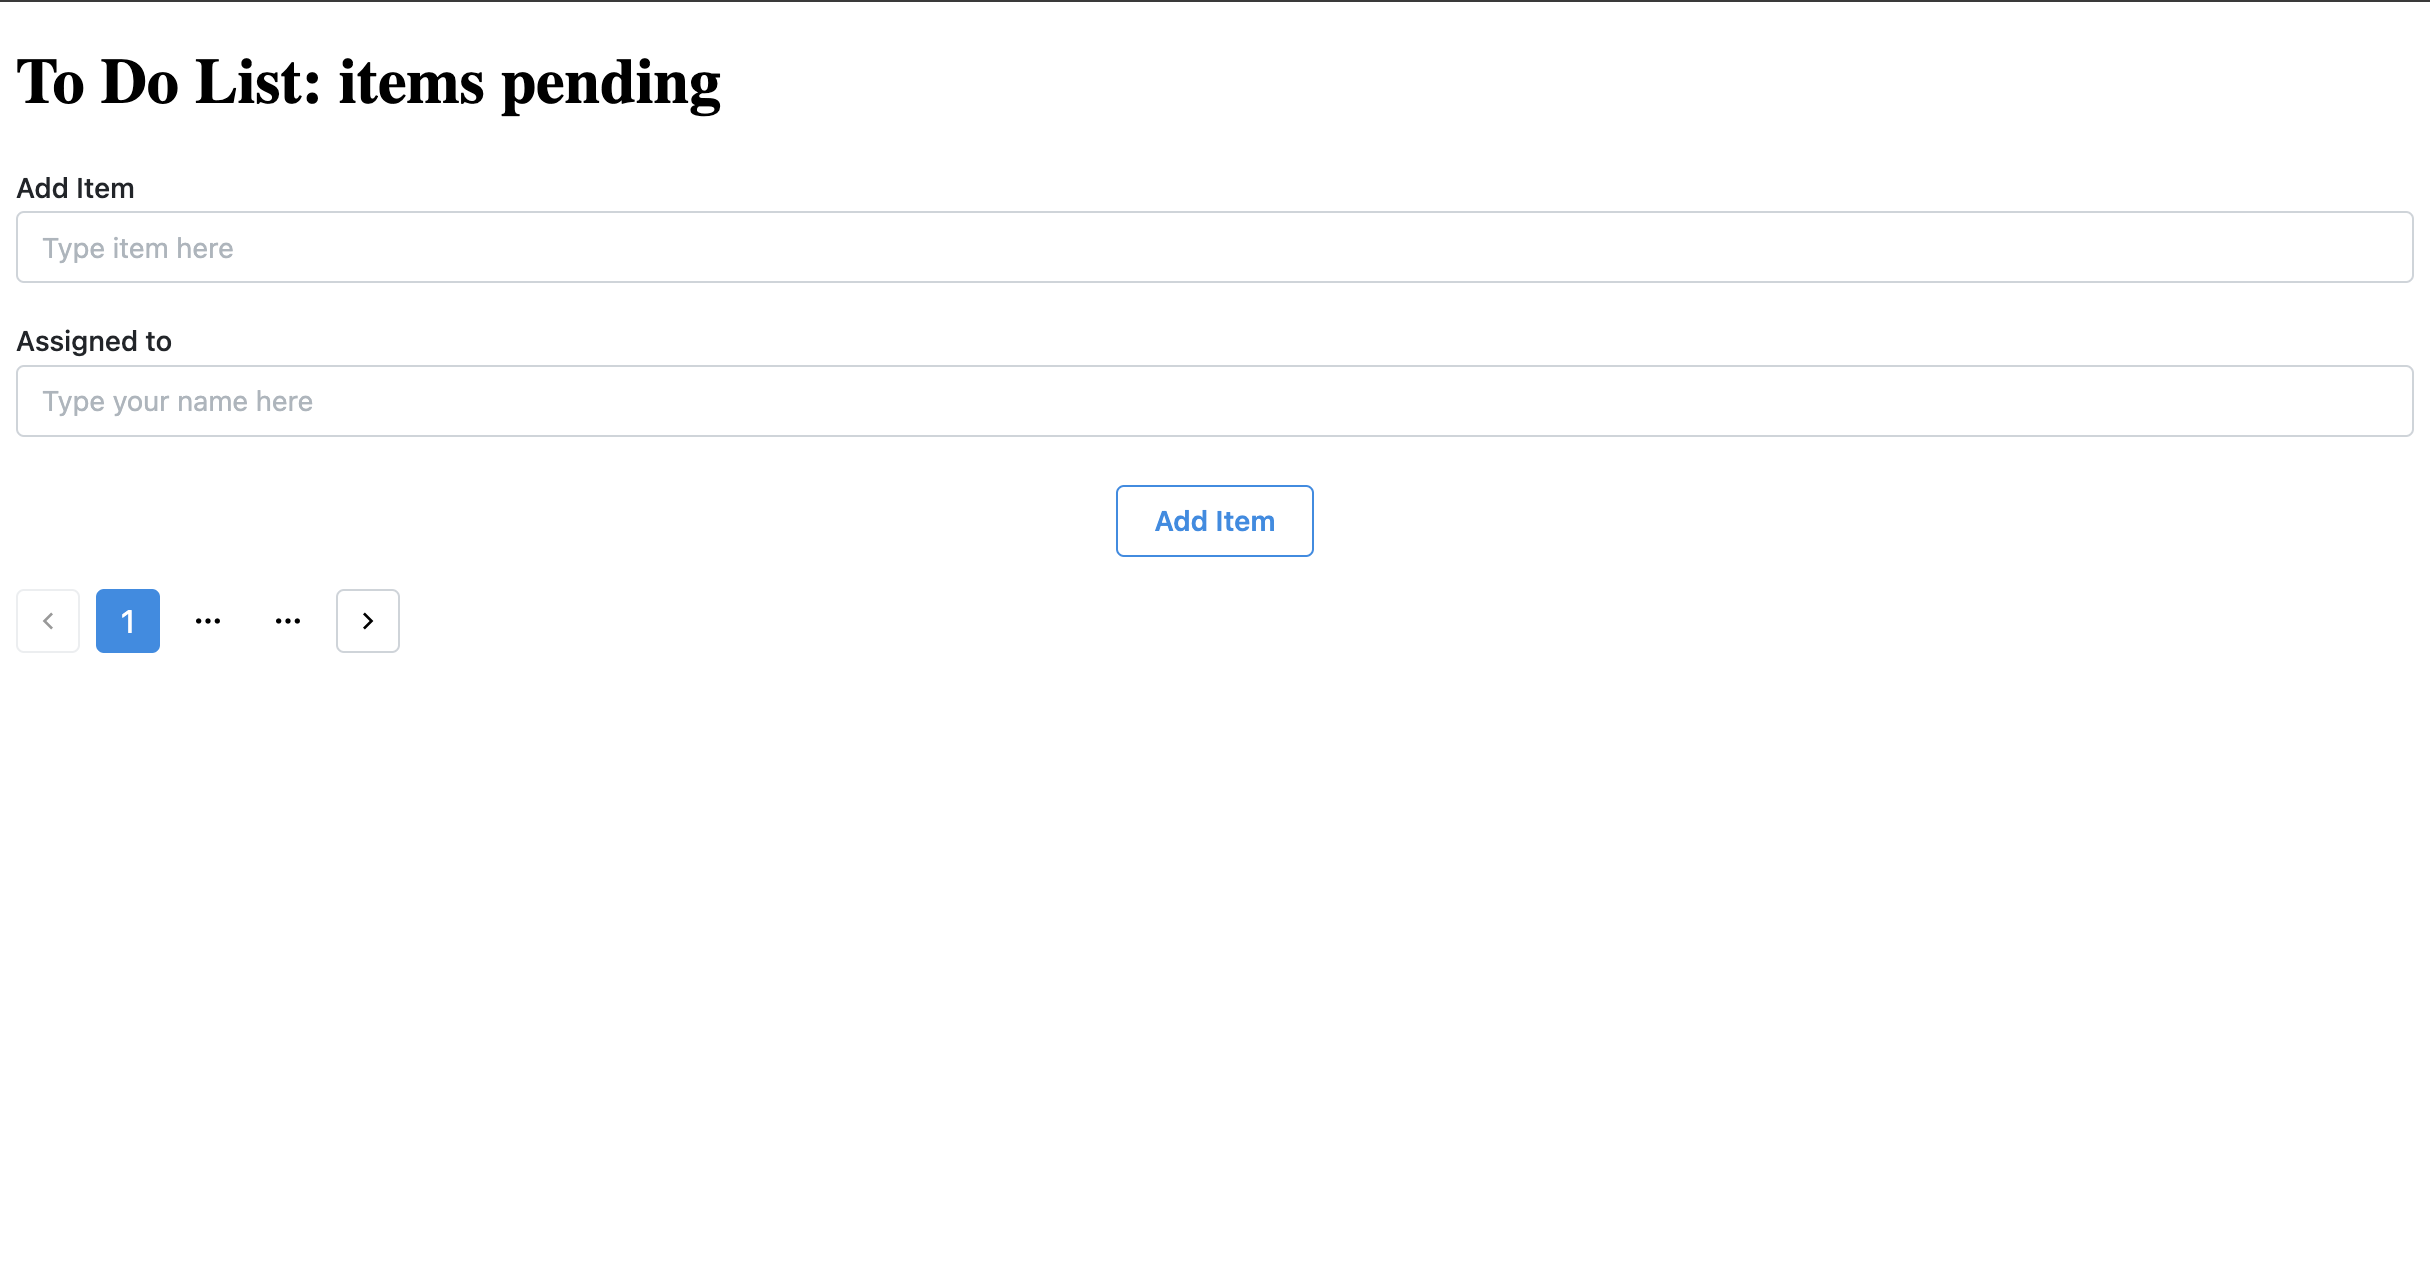 To Do List: items pending
Add Item
Type item here
Assigned to
Type your name here
Add Item
1 ... ...